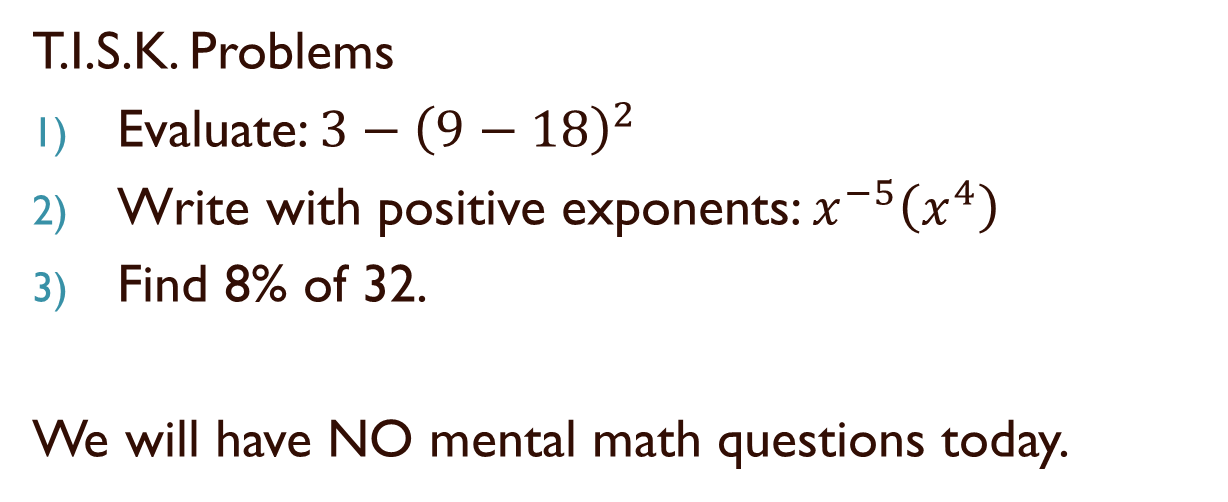 T.I.S.K. Problems
1) Evaluate: 3 − (9 − 18)²
2) Write with positive exponents: x⁻⁵(x⁴)
3) Find 8% of 32.
We will have NO mental math questions today.